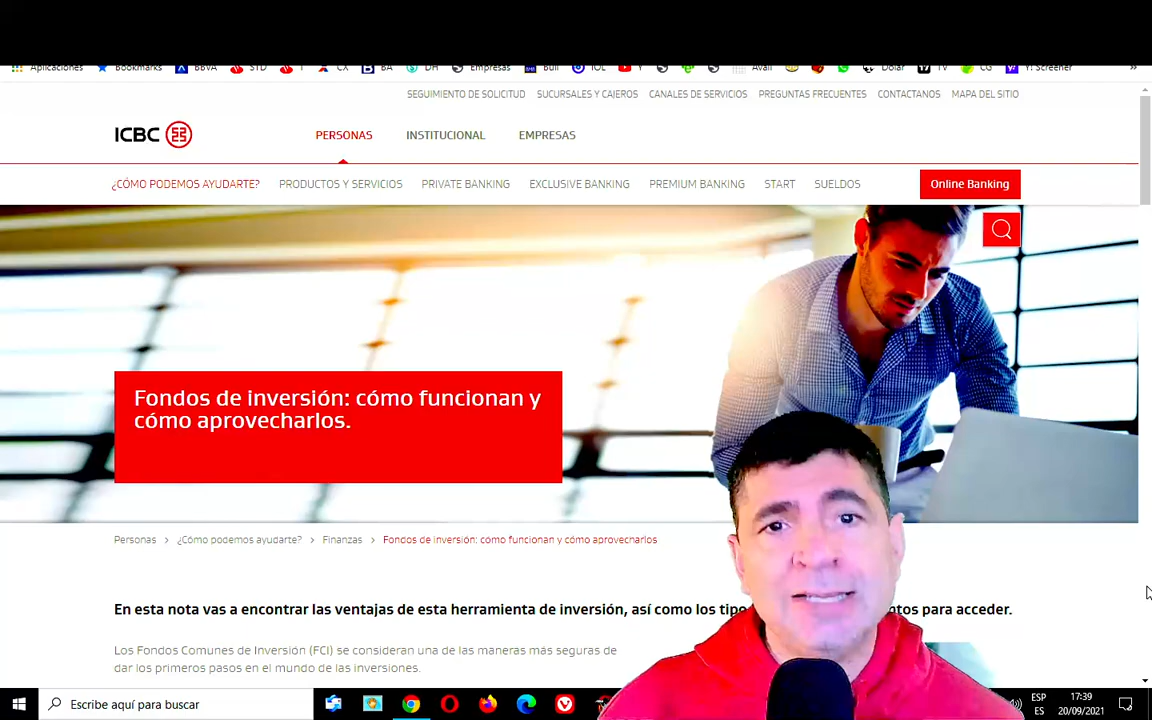 Aplicaciones Bookmarks BBVA STD T CX BA DH Empresas Bull IOL Y Avail Dolar TV CG Y! Screener »
SEGUIMIENTO DE SOLICITUD SUCURSALES Y CAJEROS CANALES DE SERVICIOS PREGUNTAS FRECUENTES CONTACTANOS MAPA DEL SITIO
ICBC PERSONAS INSTITUCIONAL EMPRESAS
¿CÓMO PODEMOS AYUDARTE? PRODUCTOS Y SERVICIOS PRIVATE BANKING EXCLUSIVE BANKING PREMIUM BANKING START SUELDOS Online Banking
Fondos de inversión: cómo funcionan y
cómo aprovecharlos.
Personas > ¿Cómo podemos ayudarte? > Finanzas > Fondos de inversión: cómo funcionan y cómo aprovecharlos
En esta nota vas a encontrar las ventajas de esta herramienta de inversión, así como los tipo ntos para acceder.
Los Fondos Comunes de Inversión (FCI) se consideran una de las maneras más seguras de
dar los primeros pasos en el mundo de las inversiones.
Escribe aquí para buscar
ESP
ES
17:39
20/09/2021